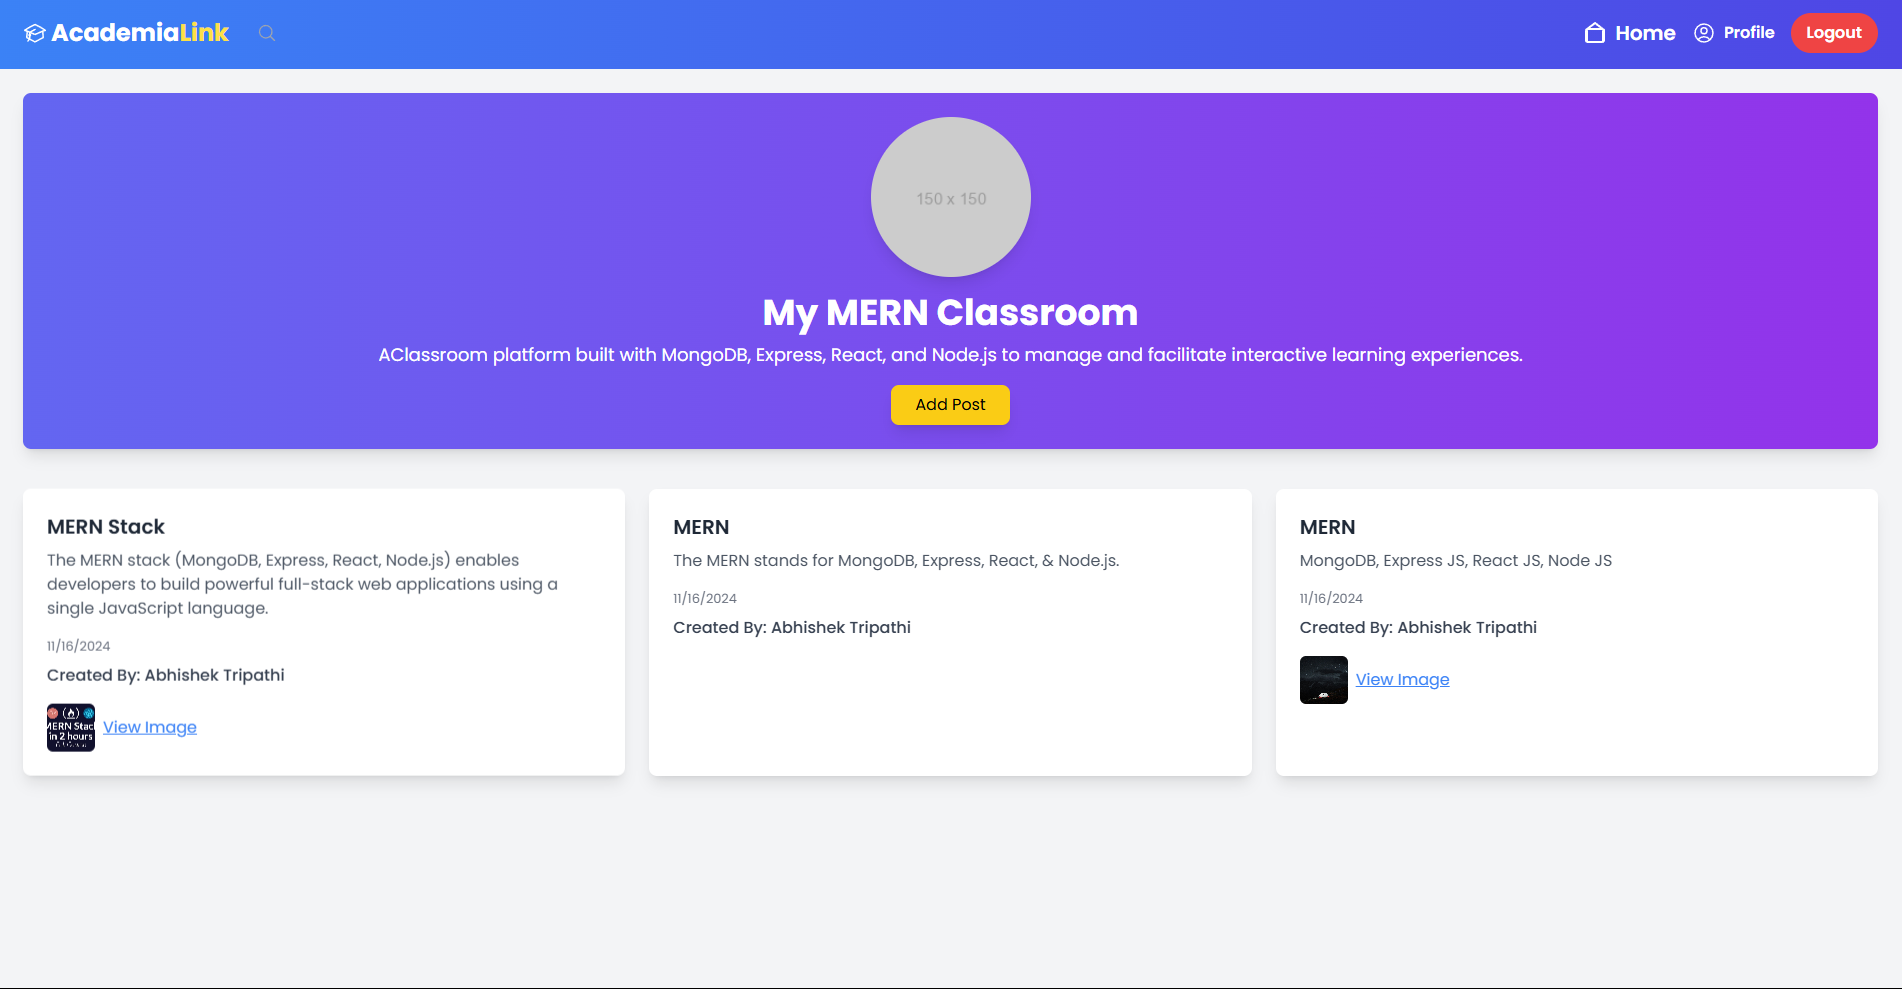 AcademiaLink
Home
Profile
Logout
150 x 150
My MERN Classroom
AClassroom platform built with MongoDB, Express, React, and Node.js to manage and facilitate interactive learning experiences.
Add Post
MERN Stack
The MERN stack (MongoDB, Express, React, Node.js) enables
developers to build powerful full-stack web applications using a
single JavaScript language.
11/16/2024
Created By: Abhishek Tripathi
MERN Stack
in 2 hours
View Image
MERN
The MERN stands for MongoDB, Express, React, & Node.js.
11/16/2024
Created By: Abhishek Tripathi
MERN
MongoDB, Express JS, React JS, Node JS
11/16/2024
Created By: Abhishek Tripathi
View Image